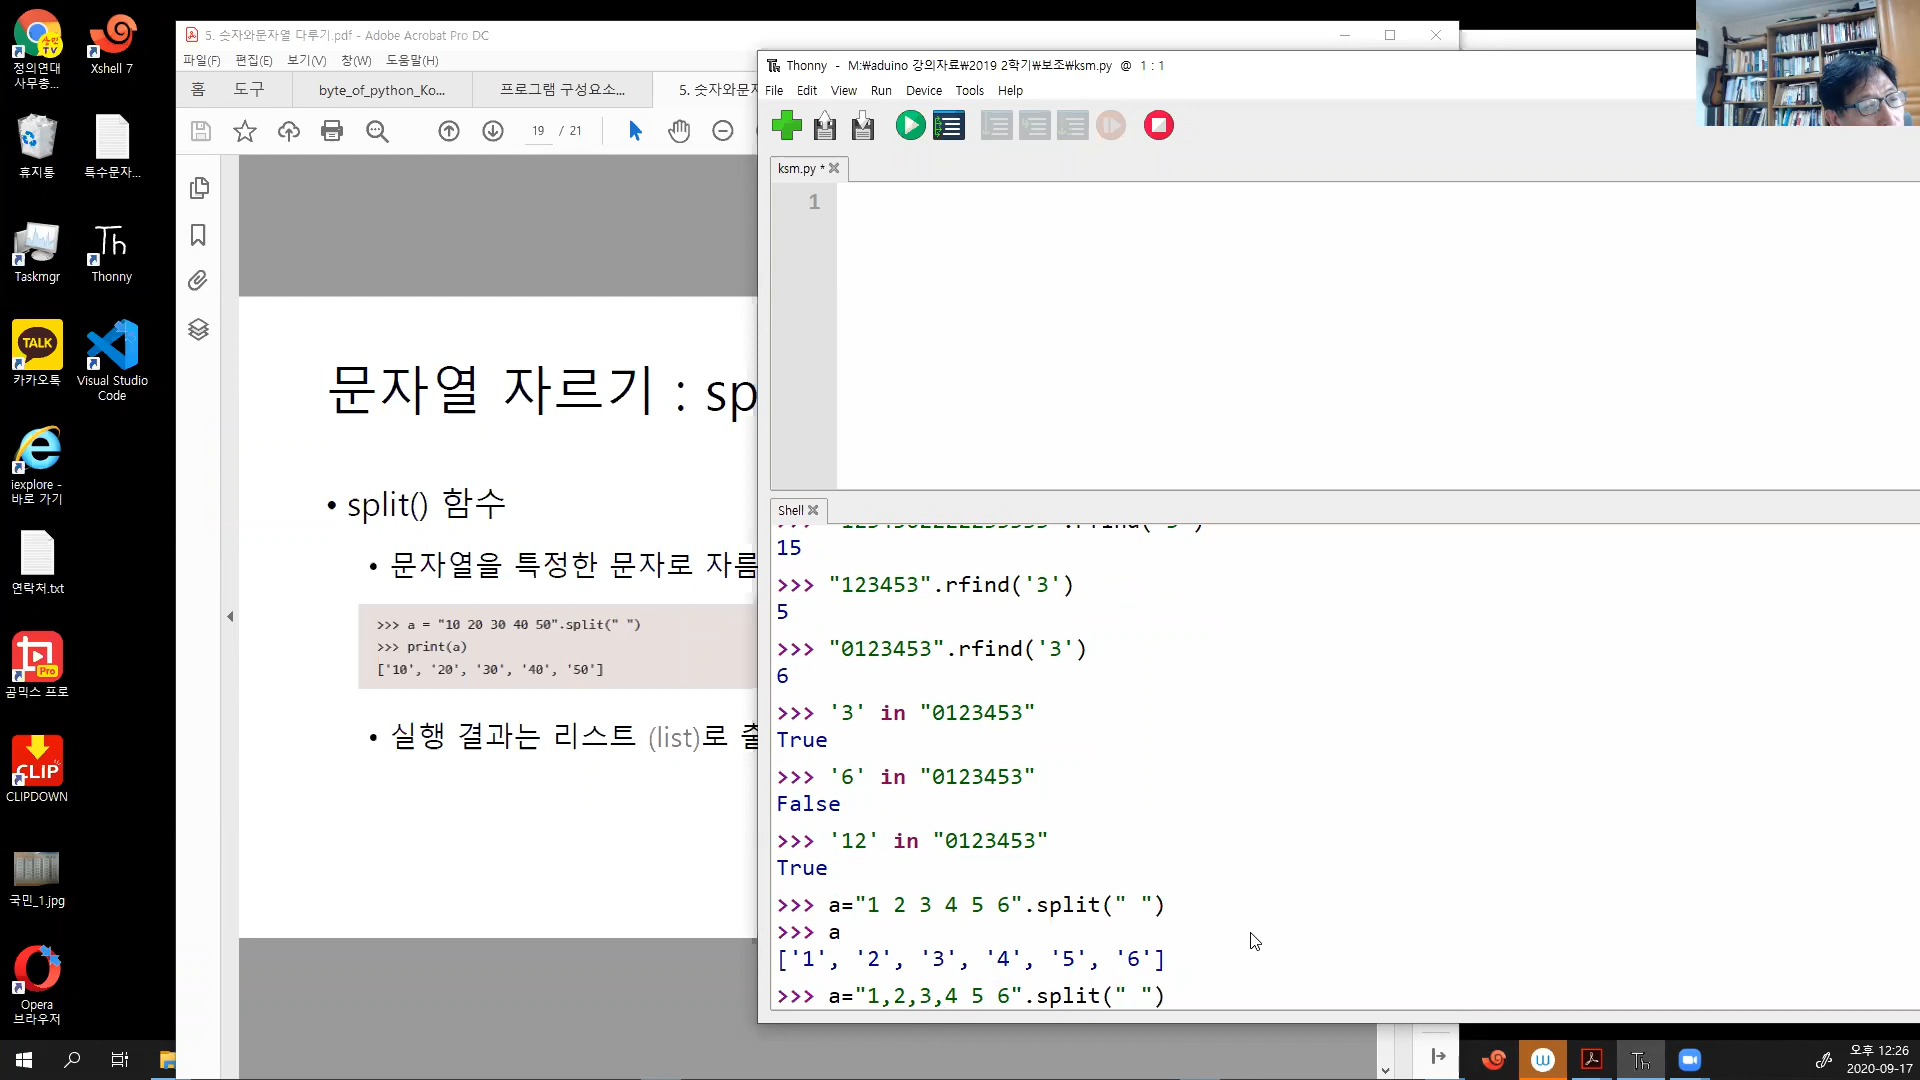 정의연대
사무총...
Xshell 7
휴지통
특수문자...
Taskmgr
Thonny
TALK
카카오톡
Visual Studio
Code
iexplore -
바로 가기
연락처.txt
Pro
곰믹스 프로
CLIP
CLIPDOWN
국민_1.jpg
Opera
브라우저
5. 숫자와문자열 다루기.pdf - Adobe Acrobat Pro DC
파일(F) 편집(E) 보기(V) 창(W) 도움말(H)
홈 도구 byte_of_python_Ko... 프로그램 구성요소... 5. 숫자와문자
19 / 21
문자열 자르기 : sp
• split() 함수
• 문자열을 특정한 문자로 자름
>>> a = "10 20 30 40 50".split(" ")
>>> print(a)
['10', '20', '30', '40', '50']
• 실행 결과는 리스트 (list)로 출
Thonny - M:₩aduino 강의자료₩2019 2학기₩보조₩ksm.py @ 1 : 1
File Edit View Run Device Tools Help
ksm.py *
1
Shell
15
>>> "123453".rfind('3')
5
>>> "0123453".rfind('3')
6
>>> '3' in "0123453"
True
>>> '6' in "0123453"
False
>>> '12' in "0123453"
True
>>> a="1 2 3 4 5 6".split(" ")
>>> a
['1', '2', '3', '4', '5', '6']
>>> a="1,2,3,4 5 6".split(" ")
오후 12:26
2020-09-17